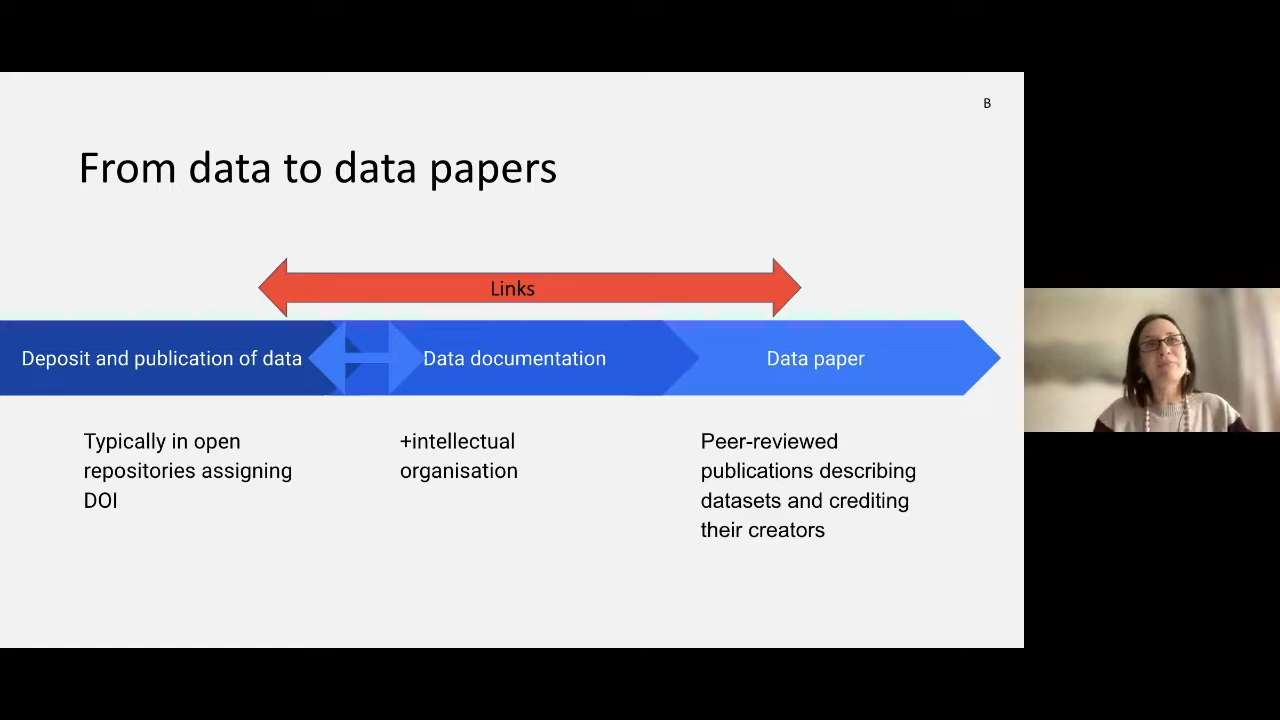 B
From data to data papers
Links
Deposit and publication of data
Data documentation
Data paper
Typically in open
repositories assigning
DOI
+intellectual
organisation
Peer-reviewed
publications describing
datasets and crediting
their creators